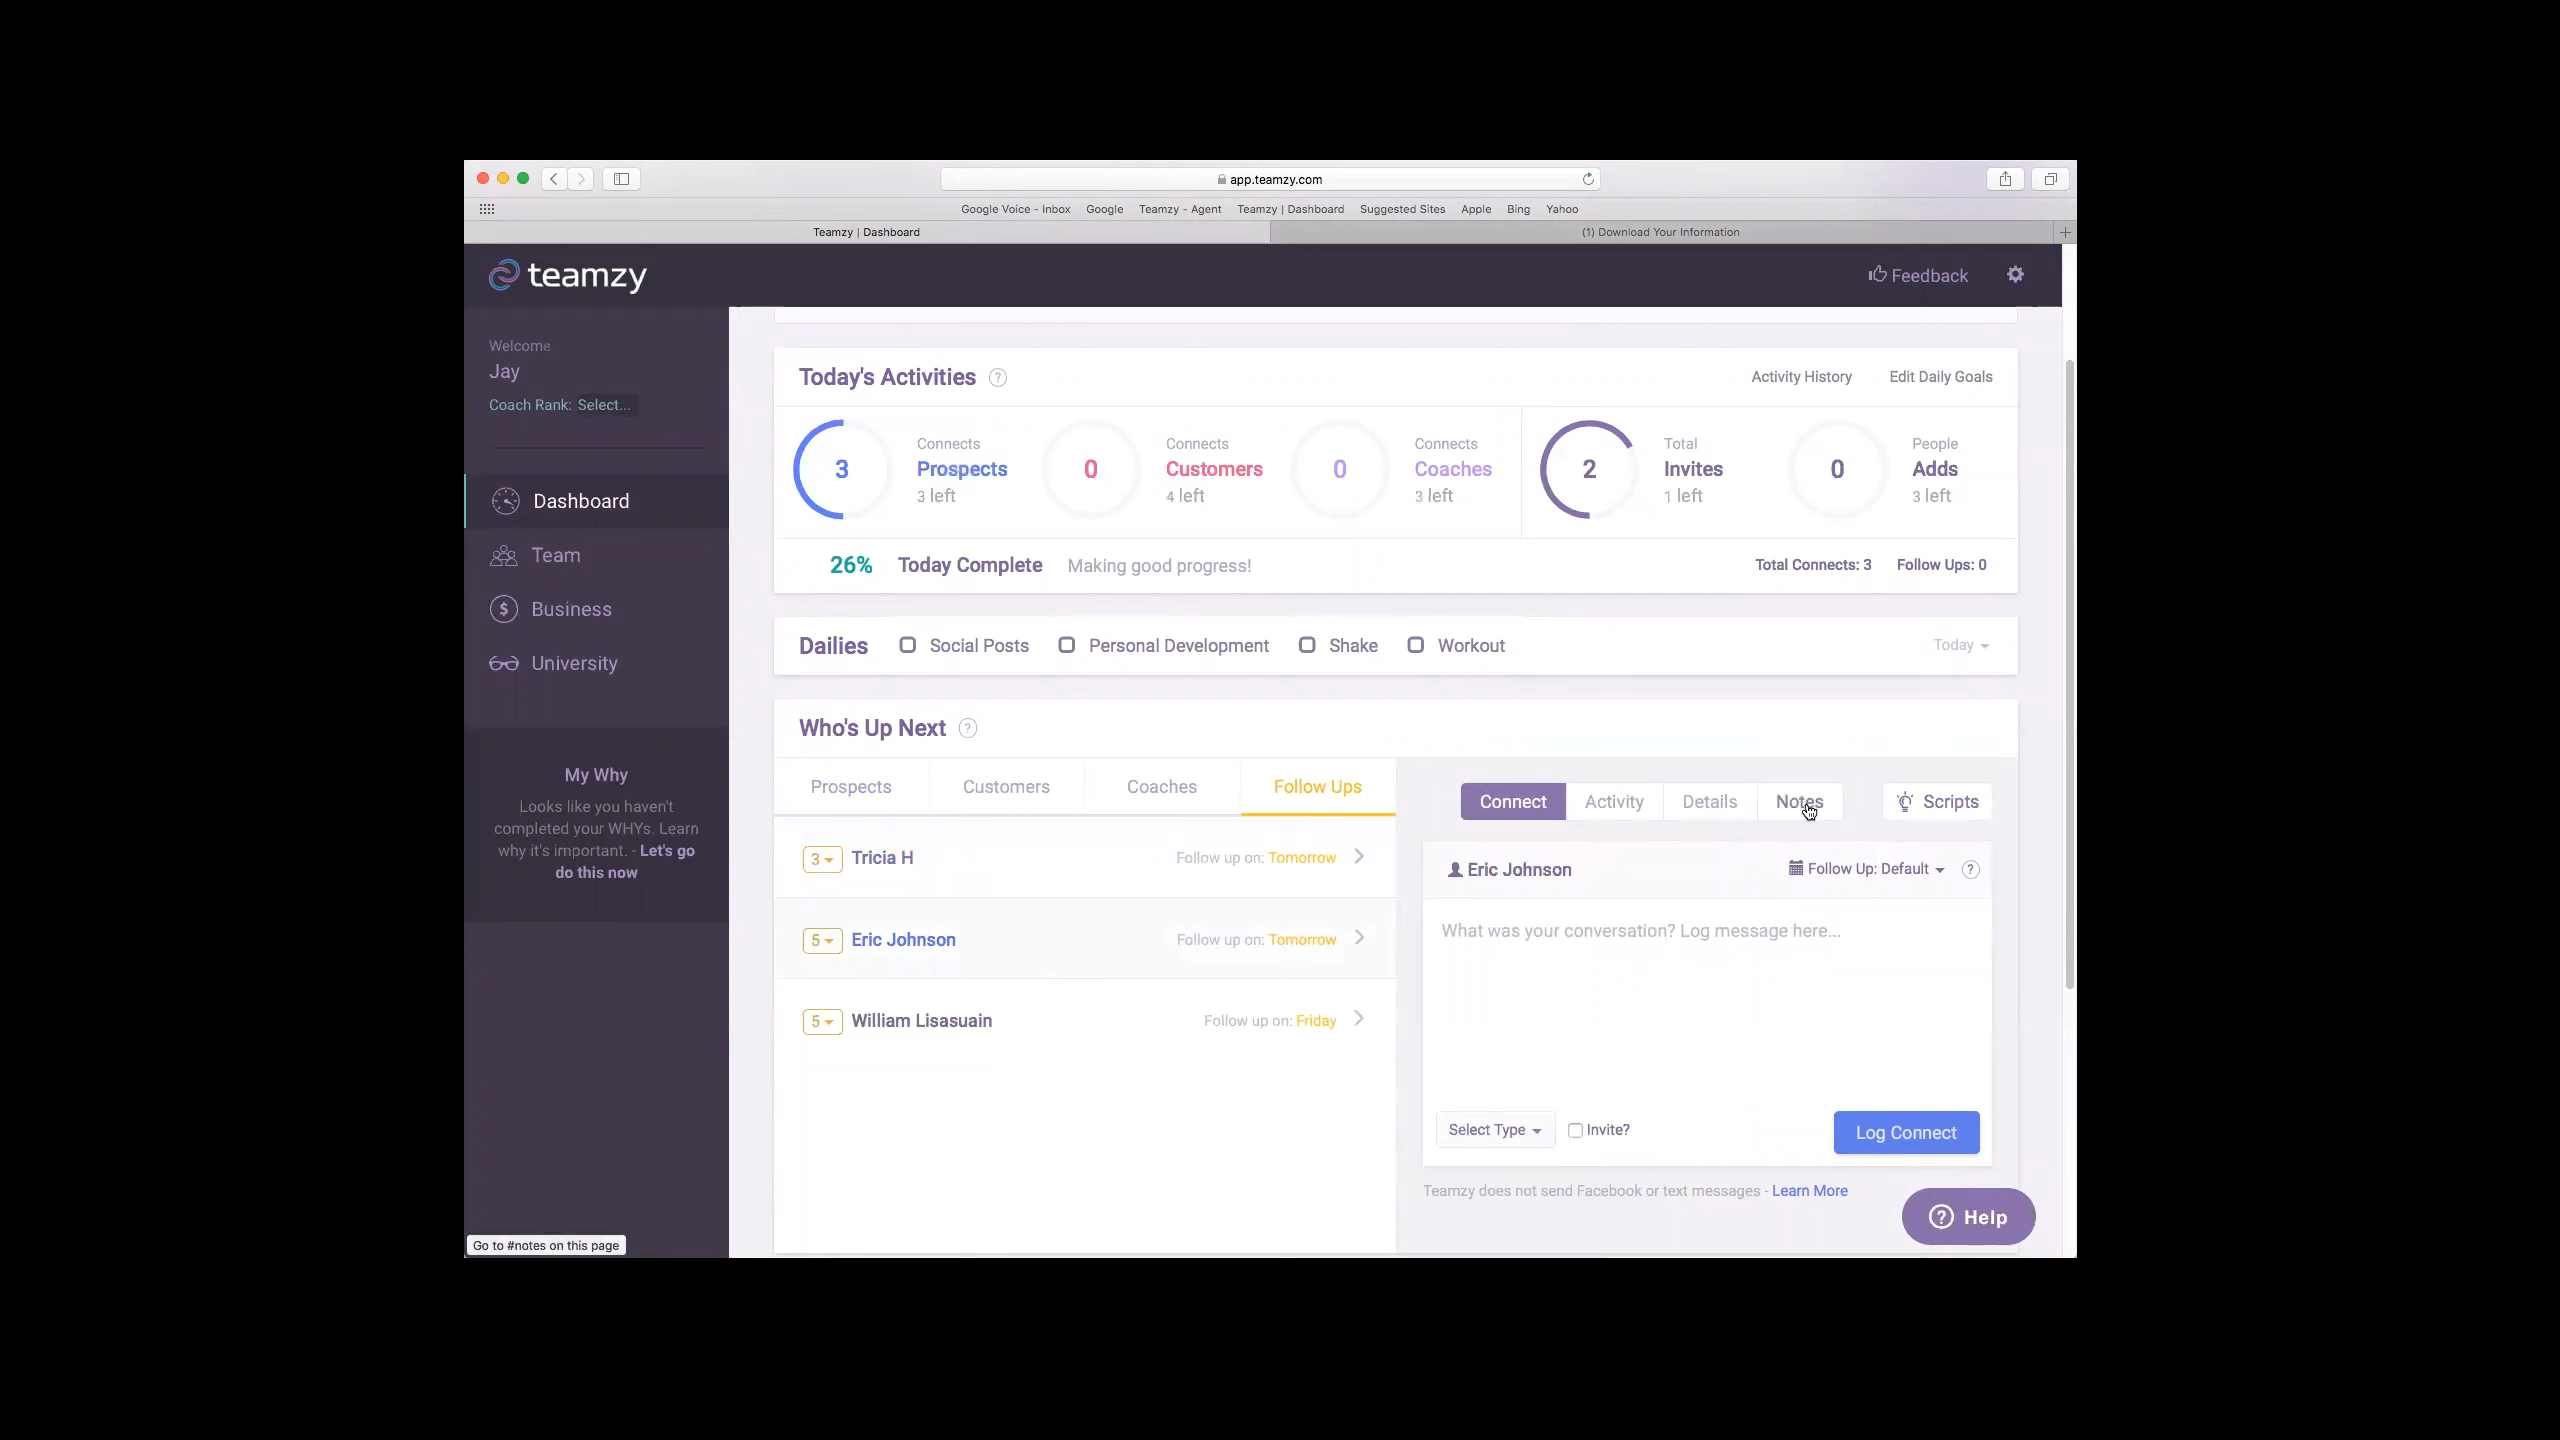 app.teamzy.com
Google Voice - Inbox Google Teamzy - Agent Teamzy | Dashboard Suggested Sites Apple Bing Yahoo
Teamzy | Dashboard (1) Download Your Information
teamzy Feedback
Welcome
Jay
Coach Rank: Select...
Dashboard
Team
Business
University
My Why
Looks like you haven't
completed your WHYs. Learn
why it's important. - Let's go
do this now
Today's Activities ? Activity History Edit Daily Goals
3 Connects Prospects 3 left
0 Connects Customers 4 left
0 Connects Coaches 3 left
2 Total Invites 1 left
0 People Adds 3 left
26% Today Complete Making good progress! Total Connects: 3 Follow Ups: 0
Dailies Social Posts Personal Development Shake Workout Today
Who's Up Next ?
Prospects Customers Coaches Follow Ups
3 Tricia H Follow up on: Tomorrow
5 Eric Johnson Follow up on: Tomorrow
5 William Lisasuain Follow up on: Friday
Connect Activity Details Notes Scripts
Eric Johnson Follow Up: Default ?
What was your conversation? Log message here...
Select Type Invite? Log Connect
Teamzy does not send Facebook or text messages - Learn More
? Help
Go to #notes on this page